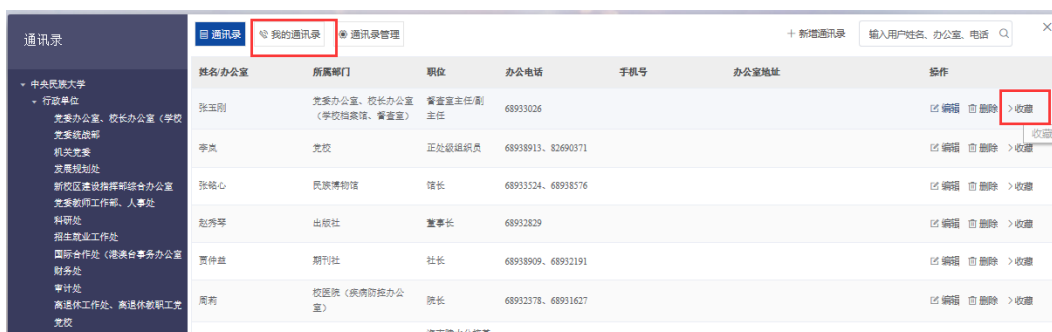 通讯录
通讯录 我的通讯录 通讯录管理 新增通讯录 输入用户姓名、办公室、电话
中央民族大学
行政单位
党委办公室、校长办公室（学校
党委统战部
机关党委
发展规划处
新校区建设指挥部综合办公室
党委教师工作部、人事处
科研处
招生就业工作处
国际合作处（港澳台事务办公室
财务处
审计处
离退休工作处、离退休教职工党
党校
姓名/办公室 所属部门 职位 办公电话 手机号 办公室地址 操作
张玉刚 党委办公室、校长办公室（学校档案馆、督查室） 督查室主任/副主任 68933026 编辑 删除 收藏
收藏
李岚 党校 正处级组织员 68938913、82690371 编辑 删除 收藏
张铭心 民族博物馆 馆长 68933524、68938576 编辑 删除 收藏
赵秀琴 出版社 董事长 68932829 编辑 删除 收藏
贾仲益 期刊社 社长 68938909、68932191 编辑 删除 收藏
周莉 校医院（疾病防控办公室） 院长 68932378、68931627 编辑 删除 收藏